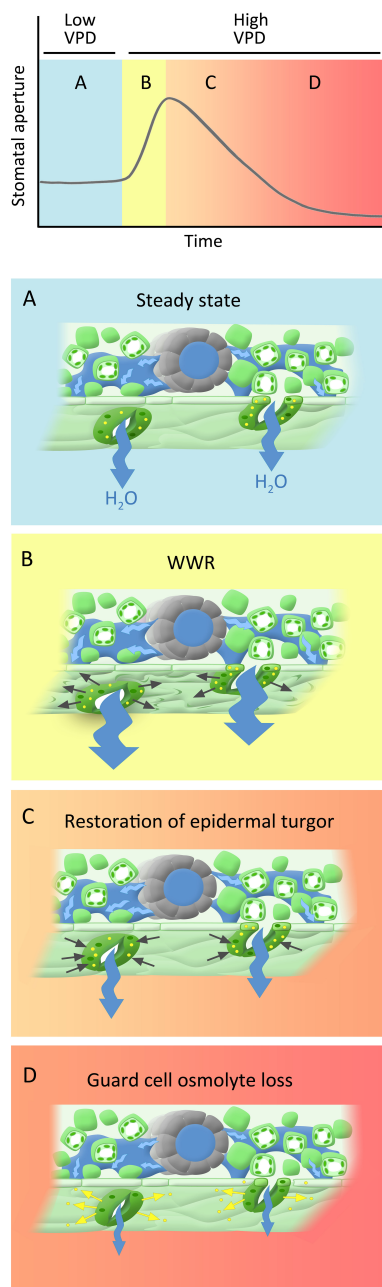 Low
VPD
High
VPD
A
B
C
D
Stomatal aperture
Time
A
Steady state
H₂O
H₂O
B
WWR
C
Restoration of epidermal turgor
D
Guard cell osmolyte loss